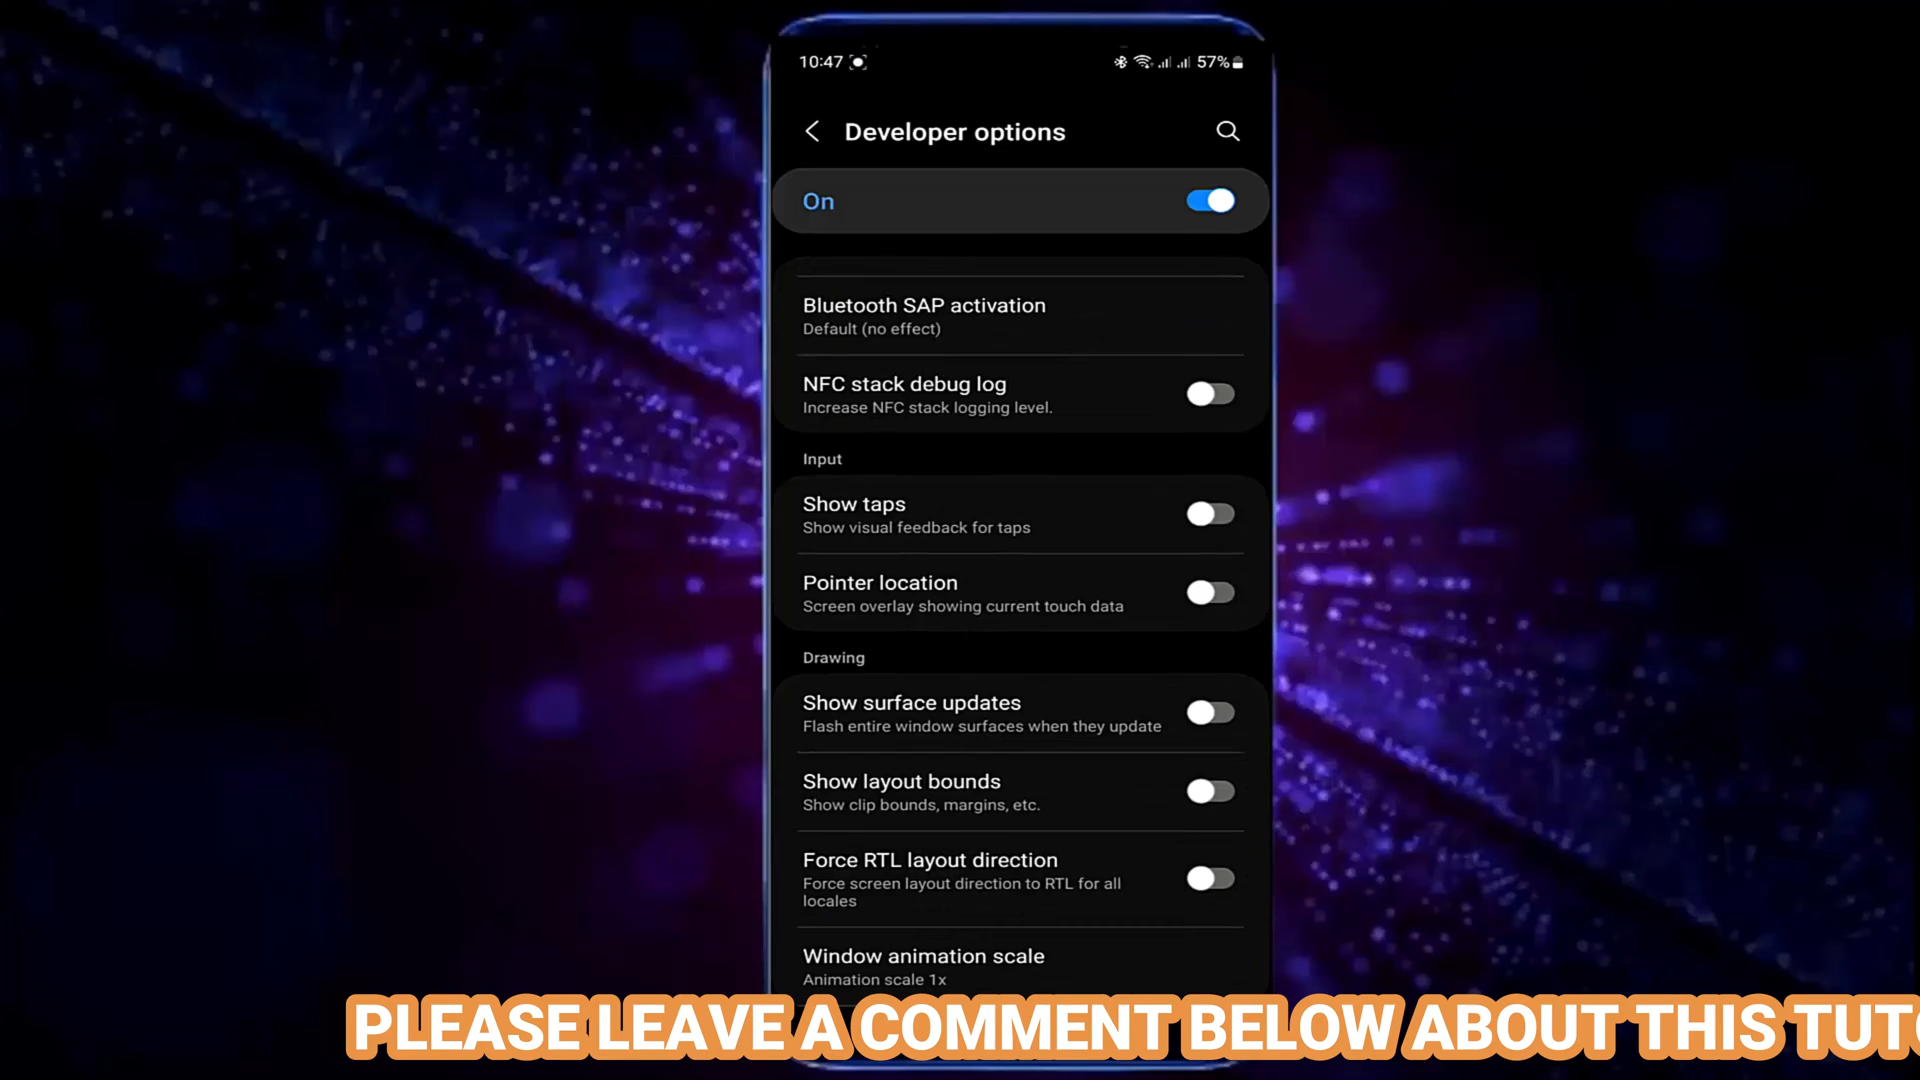 10:47
57%
Developer options
On
Bluetooth SAP activation
Default (no effect)
NFC stack debug log
Increase NFC stack logging level.
Input
Show taps
Show visual feedback for taps
Pointer location
Screen overlay showing current touch data
Drawing
Show surface updates
Flash entire window surfaces when they update
Show layout bounds
Show clip bounds, margins, etc.
Force RTL layout direction
Force screen layout direction to RTL for all
locales
Window animation scale
Animation scale 1x
PLEASE LEAVE A COMMENT BELOW ABOUT THIS